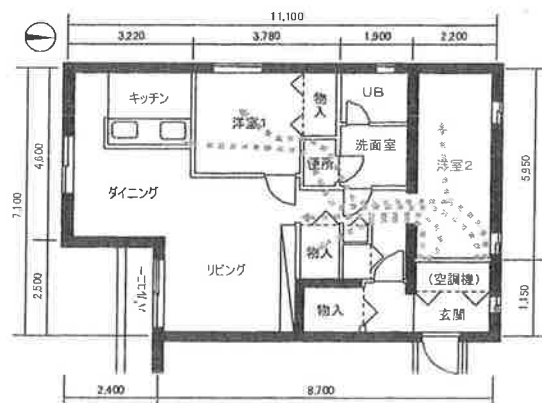 11,100
3,220 3,780 1,900 2,200
キッチン
物入
UB
洋室1
洗面室
便所
洋室2
4,600
5,950
7,100
ダイニング
リビング
物入
バルコニー
2,500
(空調機)
物入
玄関
1,150
2,400 8,700